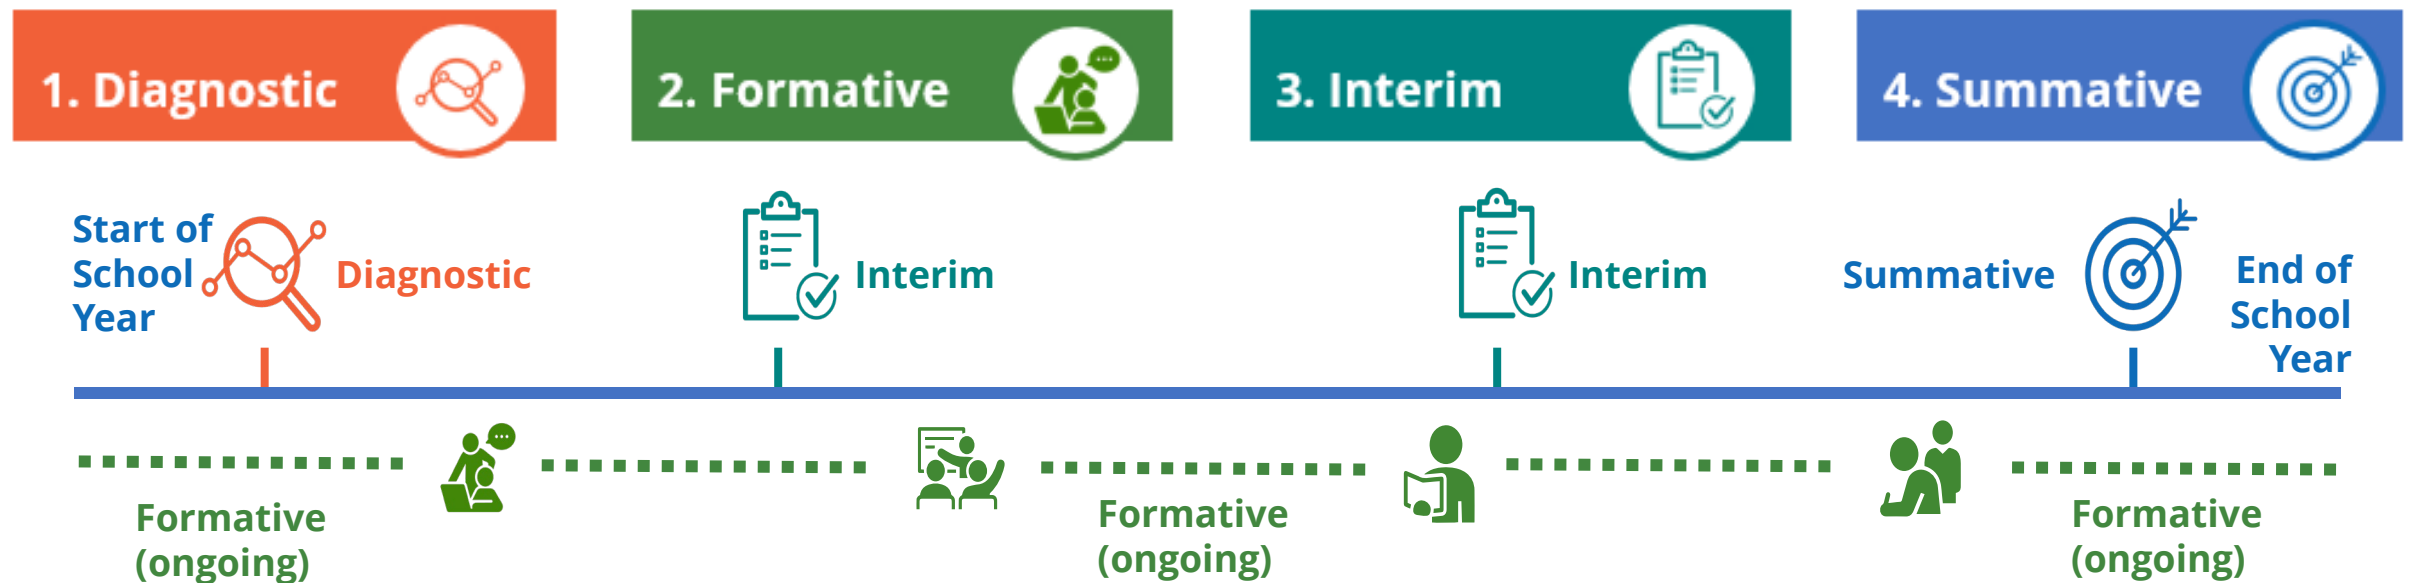 1. Diagnostic
2. Formative
3. Interim
4. Summative
Start of
School
Year
Diagnostic
Interim
Interim
Summative
End of
School
Year
Formative
(ongoing)
Formative
(ongoing)
Formative
(ongoing)